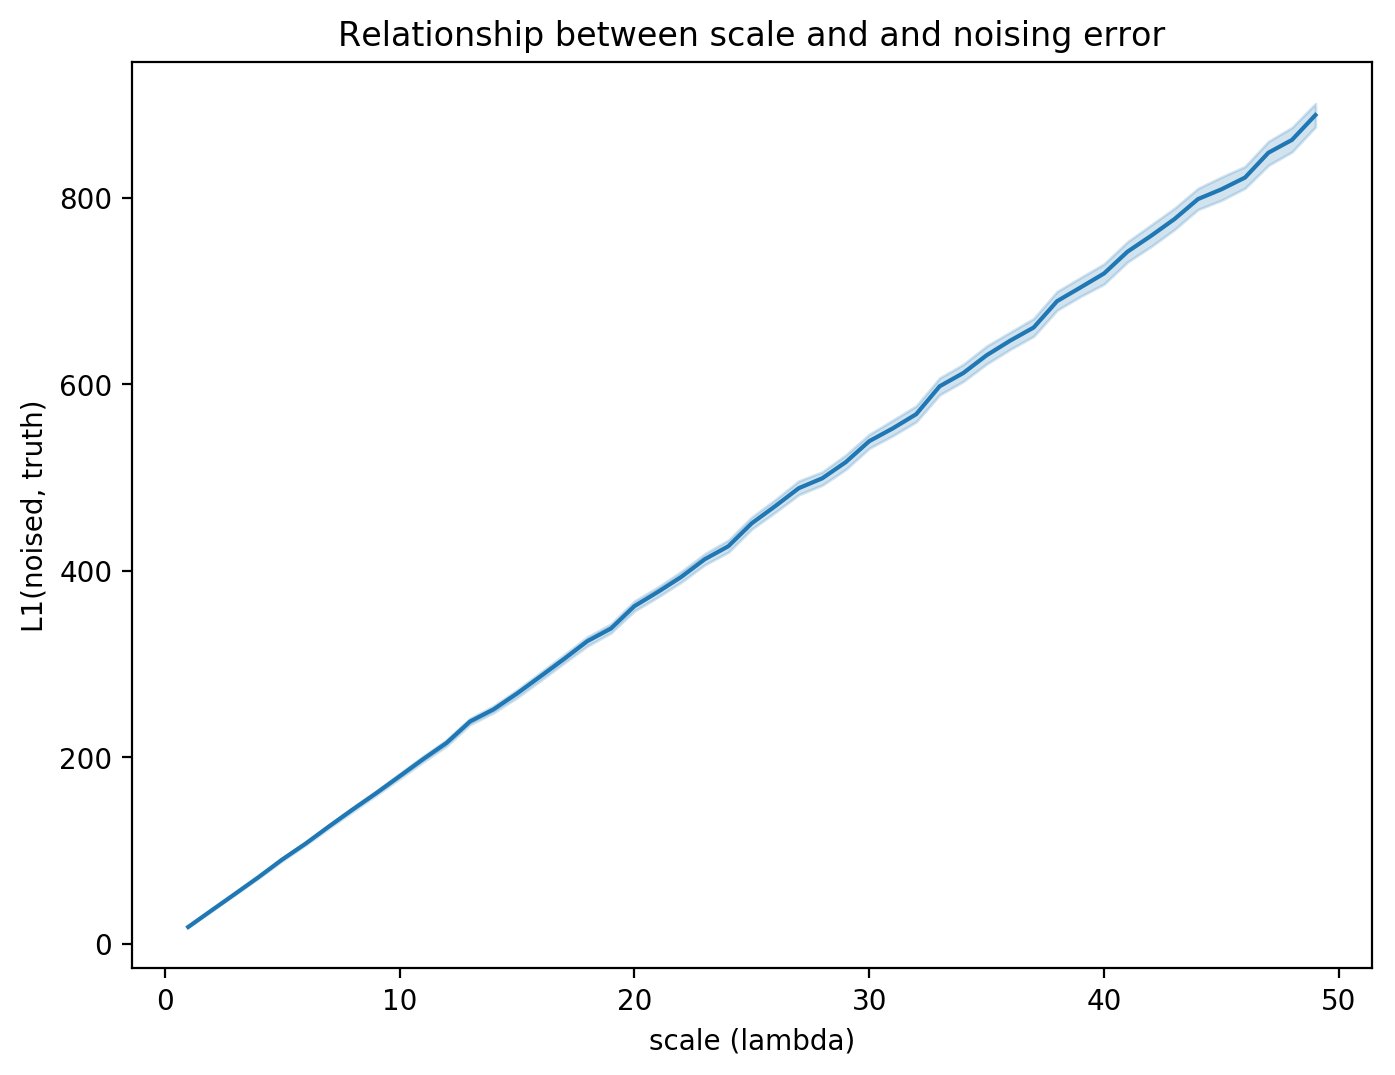 Relationship between scale and and noising error
L1(noised, truth)
800
600
400
200
0
0 10 20 30 40 50
scale (lambda)